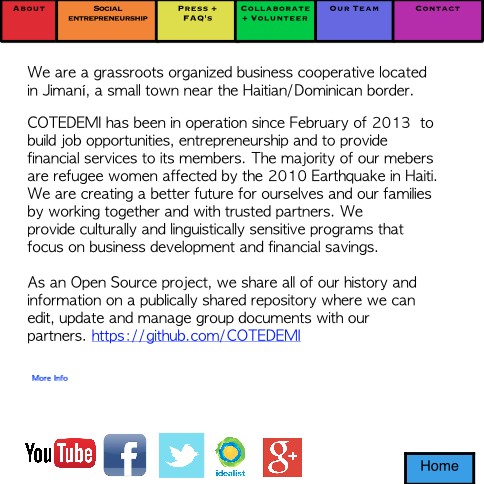 About
Social
entrepreneurship
Press +
FAQ's
Collaborate
+ Volunteer
Our Team
Contact
We are a grassroots organized business cooperative located
in Jimaní, a small town near the Haitian/Dominican border.
COTEDEMI has been in operation since February of 2013  to
build job opportunities, entrepreneurship and to provide
financial services to its members. The majority of our mebers
are refugee women affected by the 2010 Earthquake in Haiti.
We are creating a better future for ourselves and our families
by working together and with trusted partners. We
provide culturally and linguistically sensitive programs that
focus on business development and financial savings.
As an Open Source project, we share all of our history and
information on a publically shared repository where we can
edit, update and manage group documents with our
partners. https://github.com/COTEDEMI
More Info
YouTube
f
idealist
g+
Home